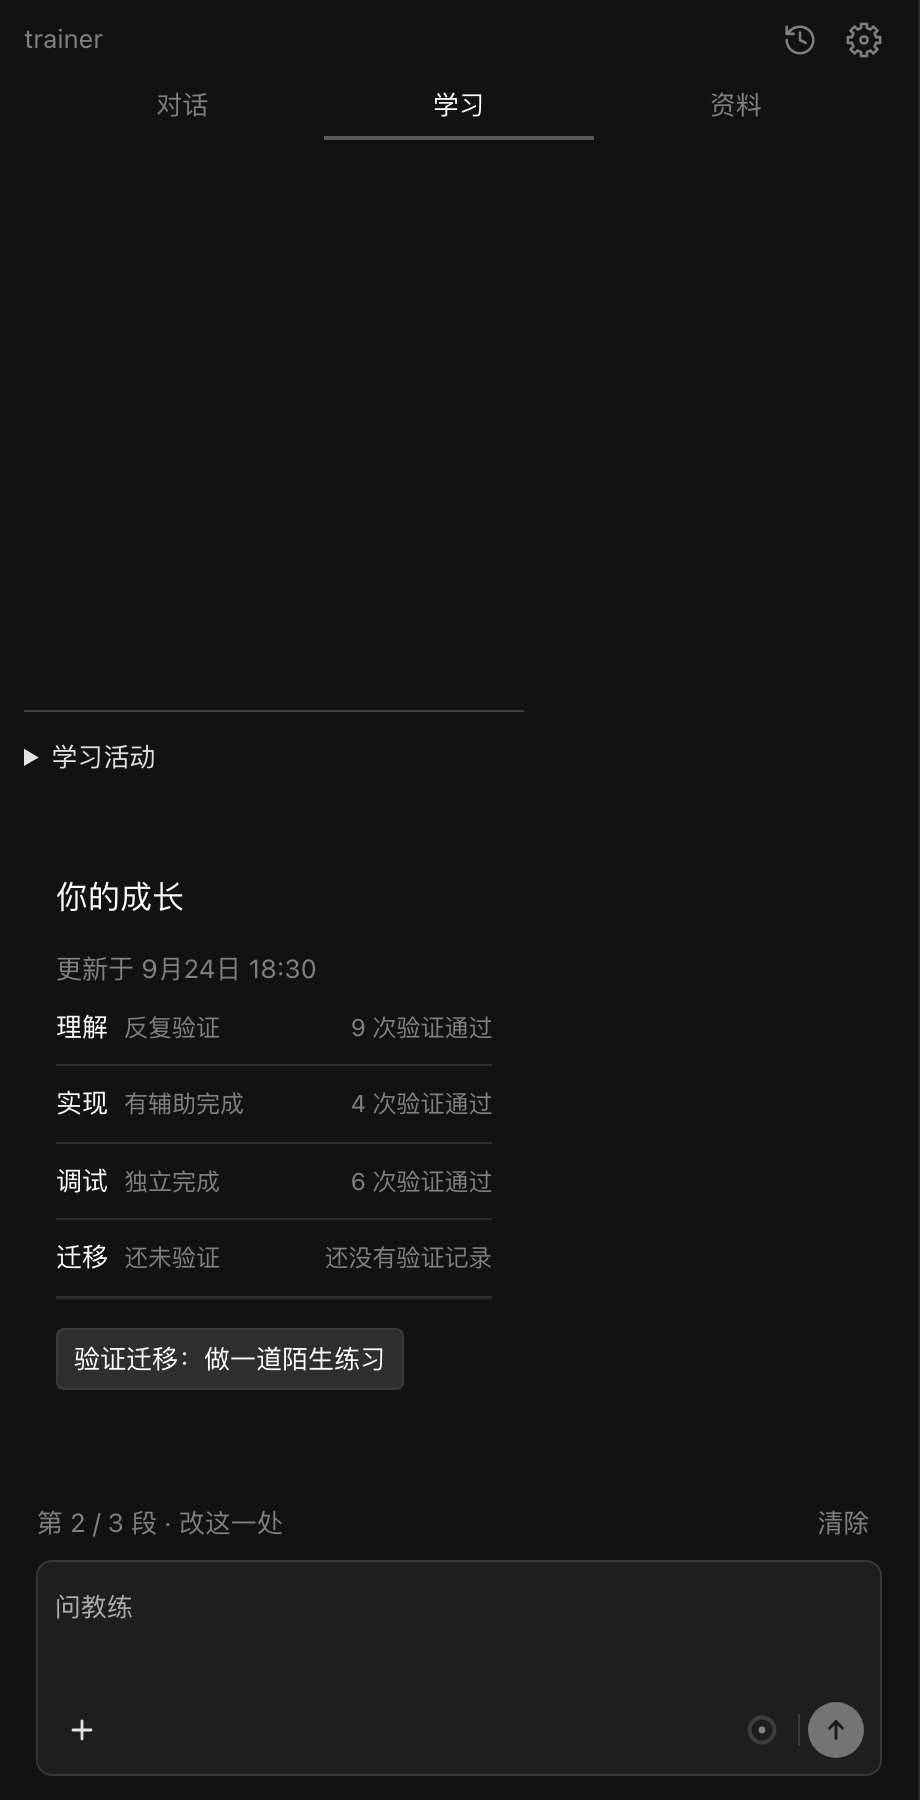 trainer
对话 学习 资料
学习活动
你的成长
更新于 9月24日 18:30
理解 反复验证 9 次验证通过
实现 有辅助完成 4 次验证通过
调试 独立完成 6 次验证通过
迁移 还未验证 还没有验证记录
验证迁移：做一道陌生练习
第 2 / 3 段 · 改这一处 清除
问教练